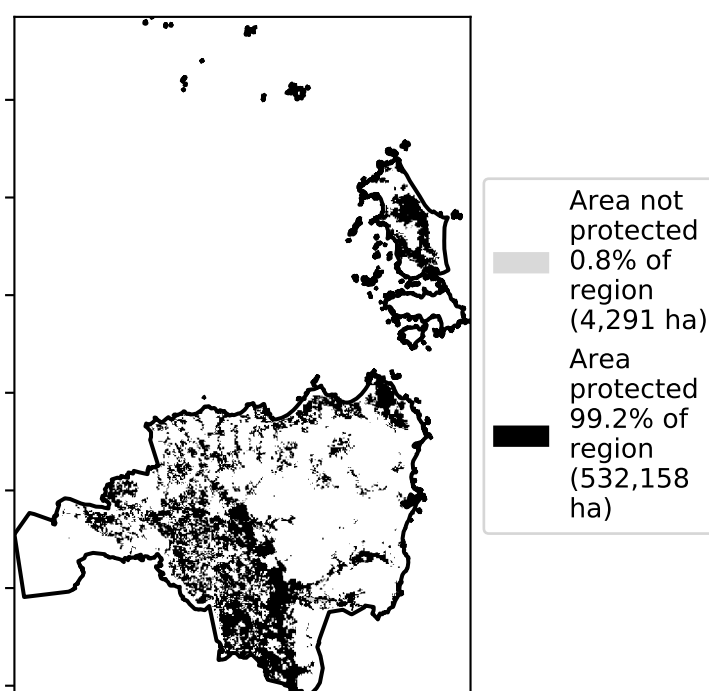 Area not
protected
0.8% of
region
(4,291 ha)
Area
protected
99.2% of
region
(532,158
ha)